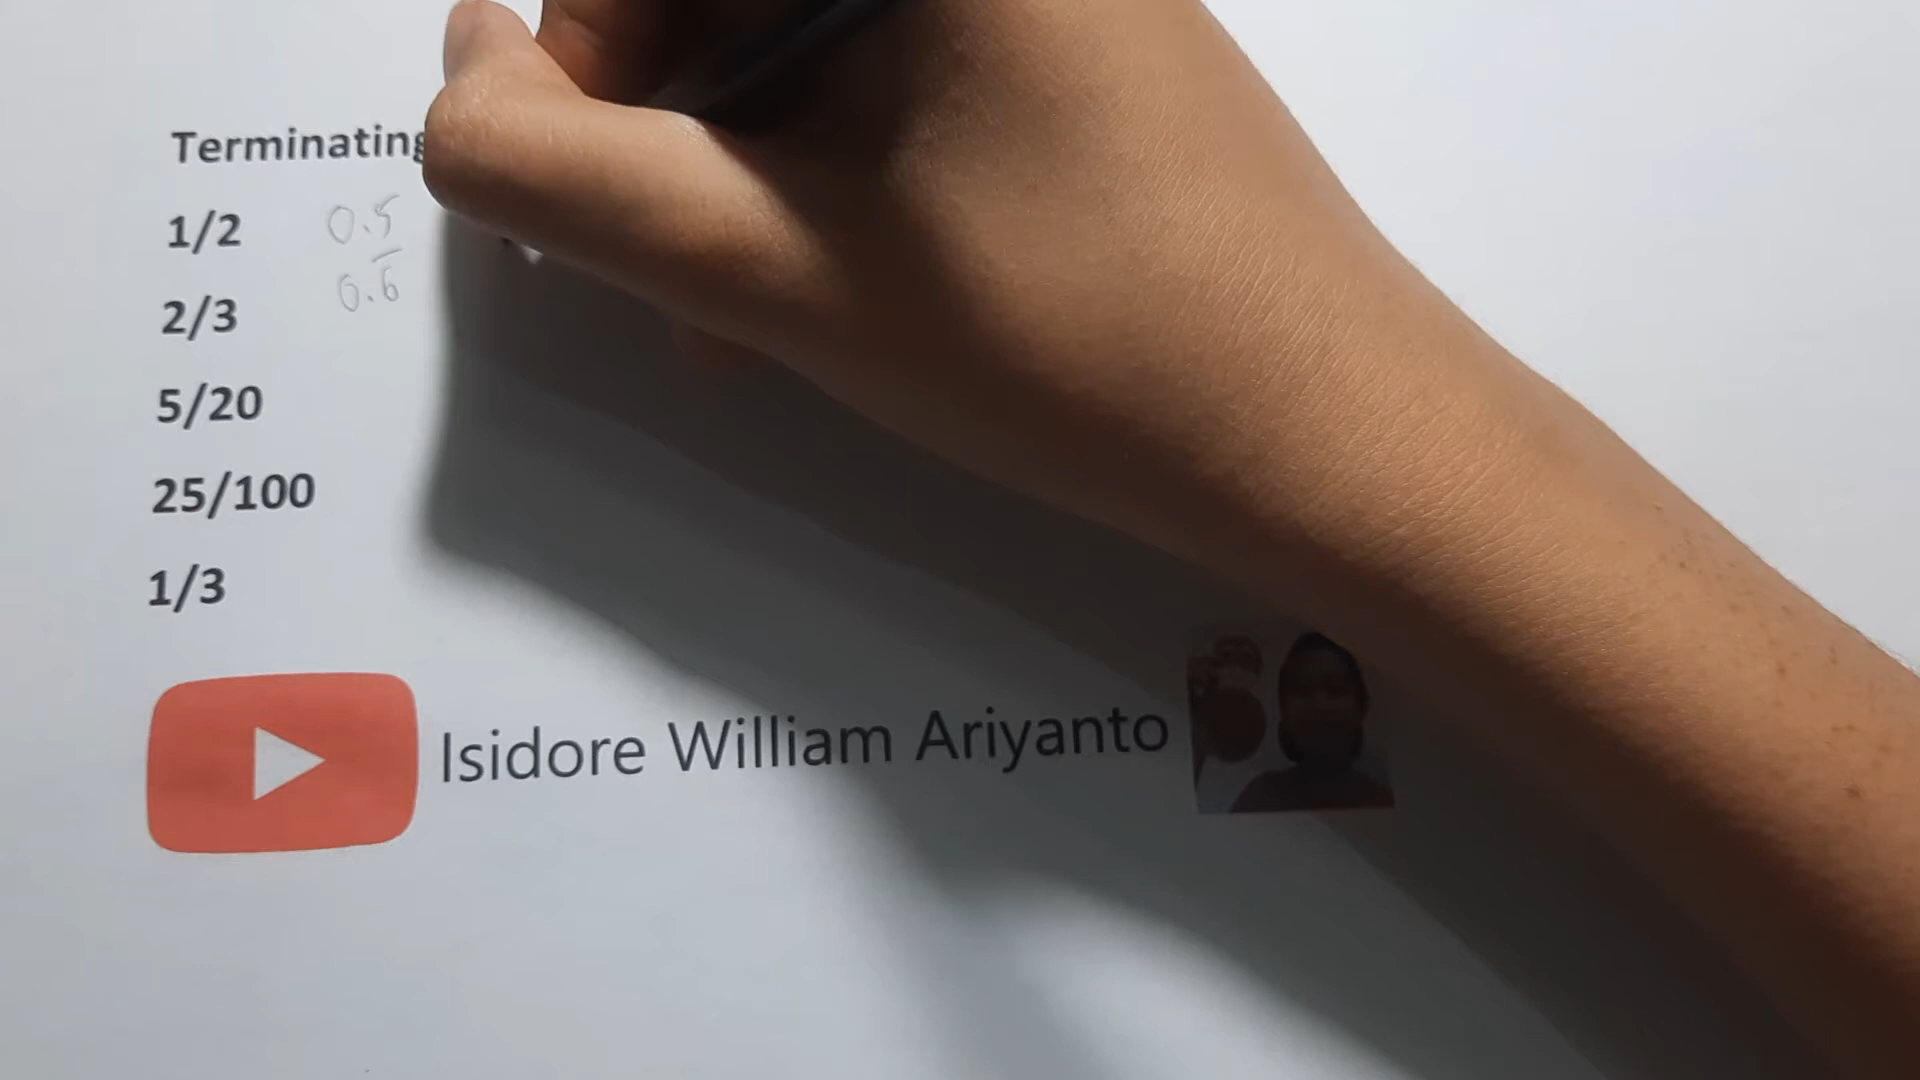 Terminating
1/2 0.5
2/3 0.6̅
5/20
25/100
1/3
Isidore William Ariyanto